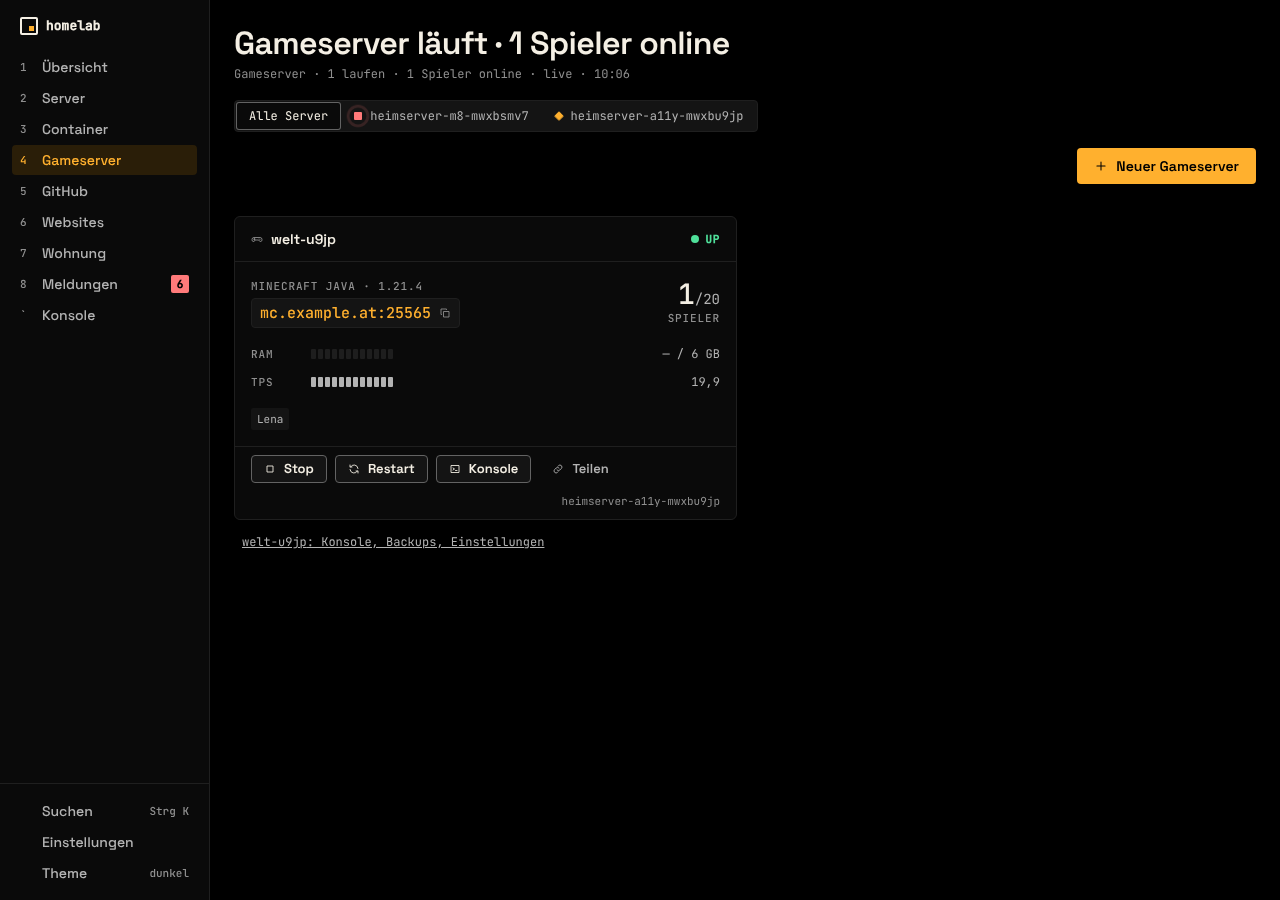 homelab
1 Übersicht
2 Server
3 Container
4 Gameserver
5 GitHub
6 Websites
7 Wohnung
8 Meldungen 6
` Konsole
Suchen Strg K
Einstellungen
Theme dunkel
Gameserver läuft · 1 Spieler online
Gameserver · 1 laufen · 1 Spieler online · live · 10:06
Alle Server heimserver-m8-mwxbsmv7 heimserver-a11y-mwxbu9jp
+ Neuer Gameserver
welt-u9jp UP
MINECRAFT JAVA · 1.21.4
mc.example.at:25565
1/20
SPIELER
RAM — / 6 GB
TPS 19,9
Lena
Stop Restart Konsole Teilen
heimserver-a11y-mwxbu9jp
welt-u9jp: Konsole, Backups, Einstellungen